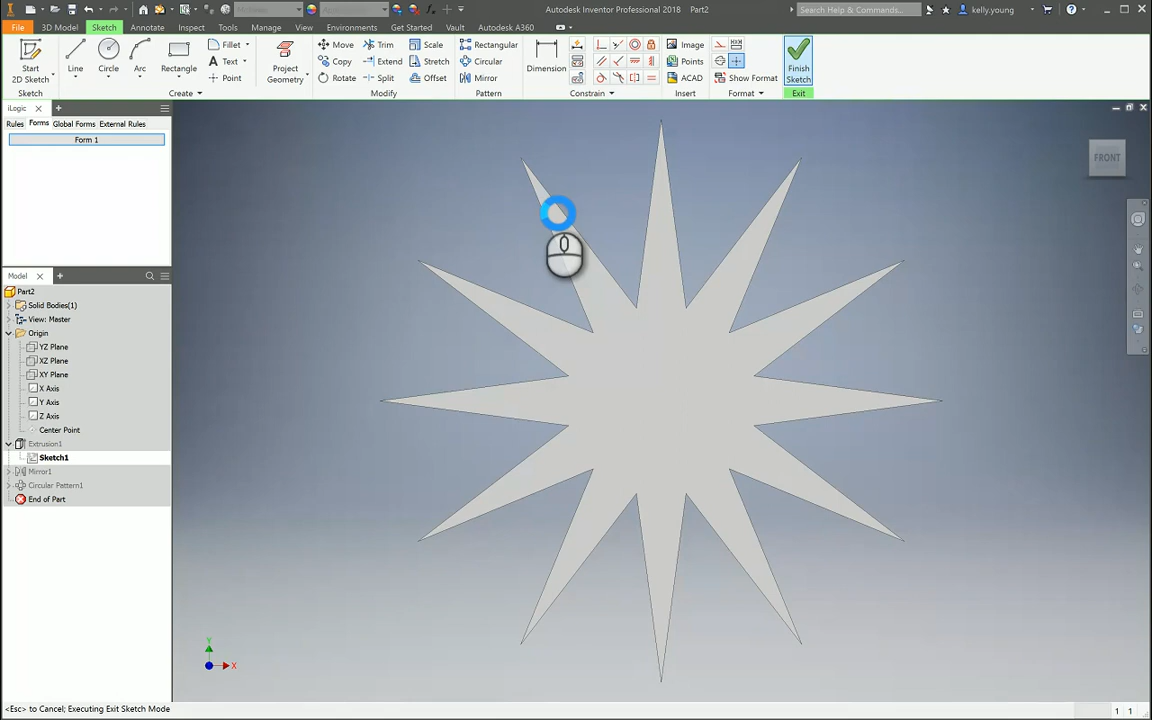 Autodesk Inventor Professional 2018 Part2
Search Help & Commands...
kelly.young
File 3D Model Sketch Annotate Inspect Tools Manage View Environments Get Started Vault Autodesk A360
Start
2D Sketch
Line
Circle
Arc
Rectangle
Fillet
Text
Point
Project
Geometry
Move Trim Scale
Copy Extend Stretch
Rotate Split Offset
Rectangular
Circular
Mirror
Dimension
Image
Points
ACAD
Show Format
Finish
Sketch
Sketch Create Modify Pattern Constrain Insert Format Exit
iLogic
Rules Forms Global Forms External Rules
Form 1
Model
Part2
Solid Bodies(1)
View: Master
Origin
YZ Plane
XZ Plane
XY Plane
X Axis
Y Axis
Z Axis
Center Point
Extrusion1
Sketch1
Mirror1
Circular Pattern1
End of Part
FRONT
Y
X
<Esc> to Cancel; Executing Exit Sketch Mode
1 1